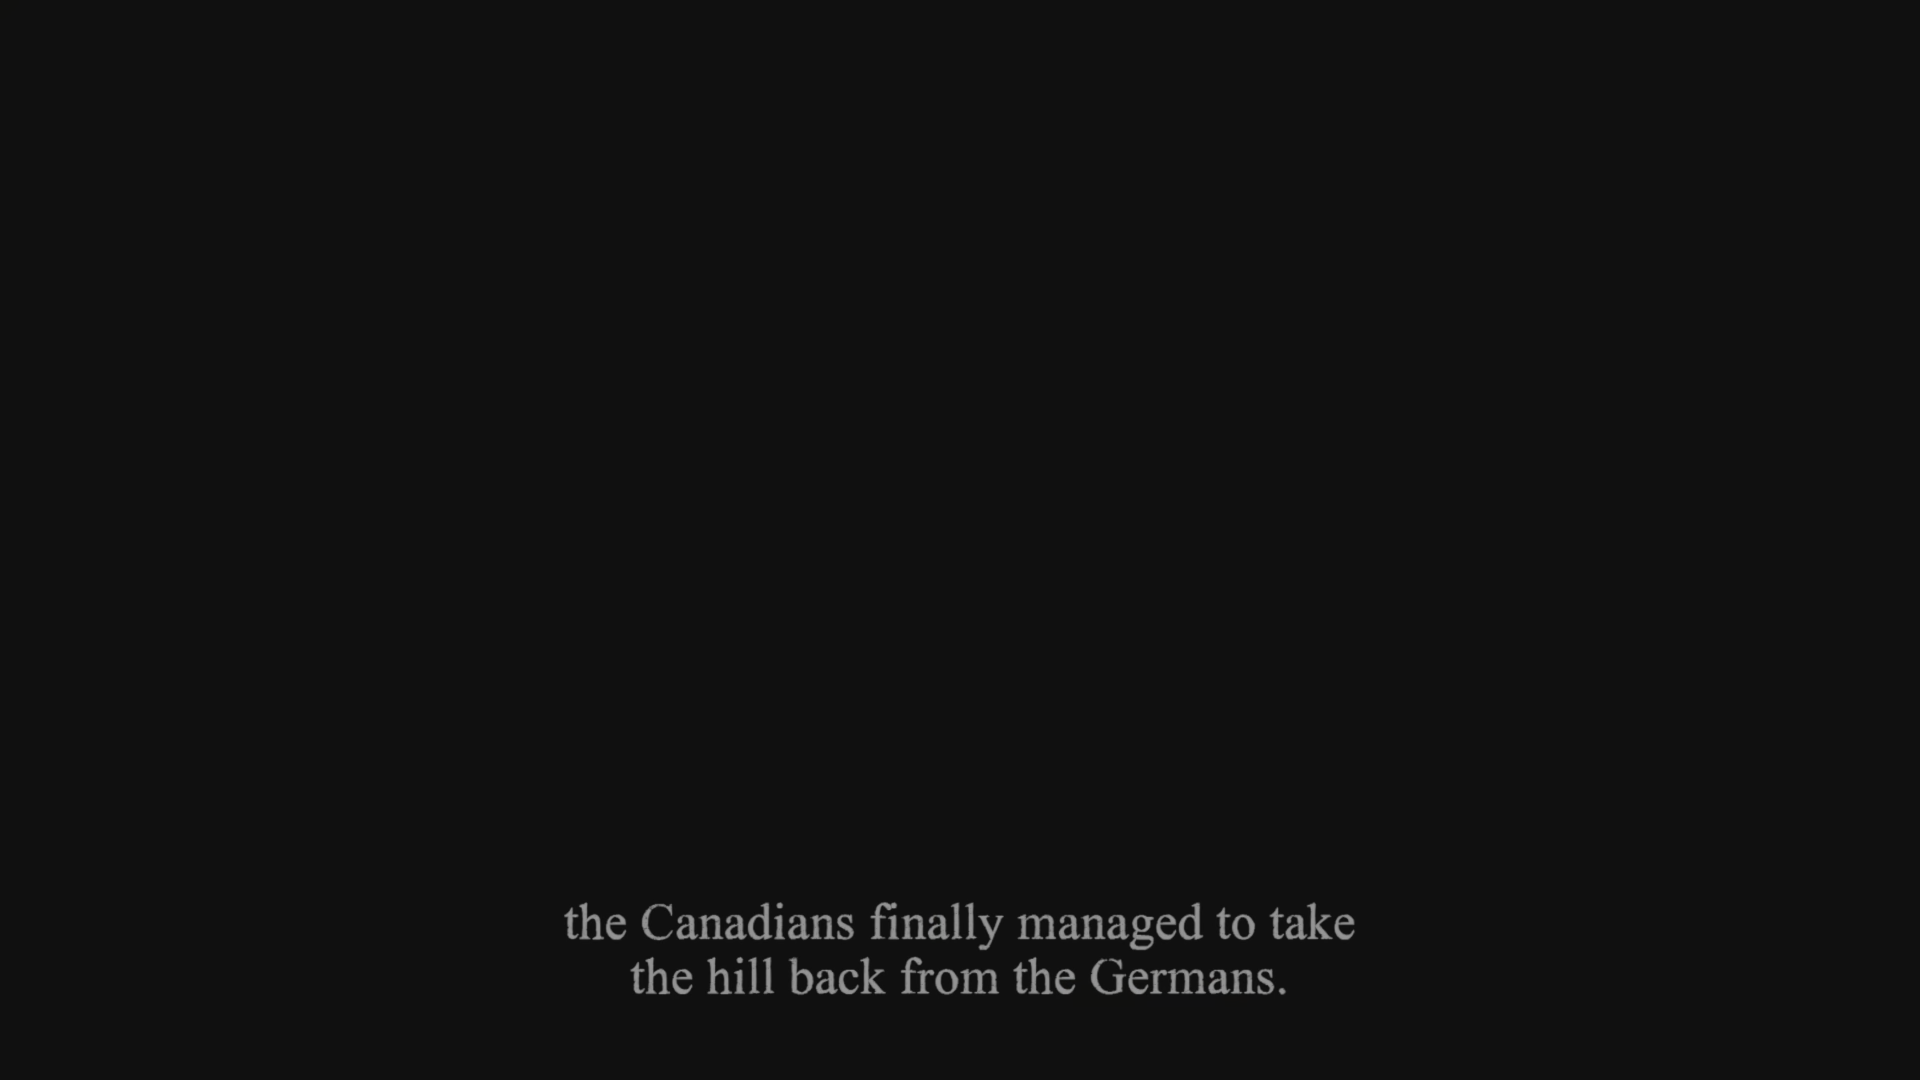 the Canadians finally managed to take
the hill back from the Germans.